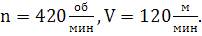 n = 420 об/мин, V = 120 м/мин.